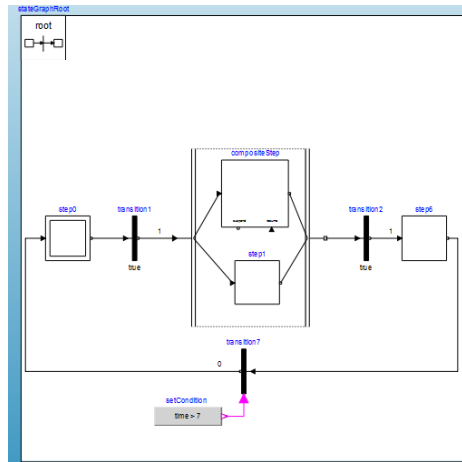 stateGraphRoot
root
compositeStep
step0
transition1
transition2
step6
1
1
step1
true
true
transition7
0
setCondition
time > 7